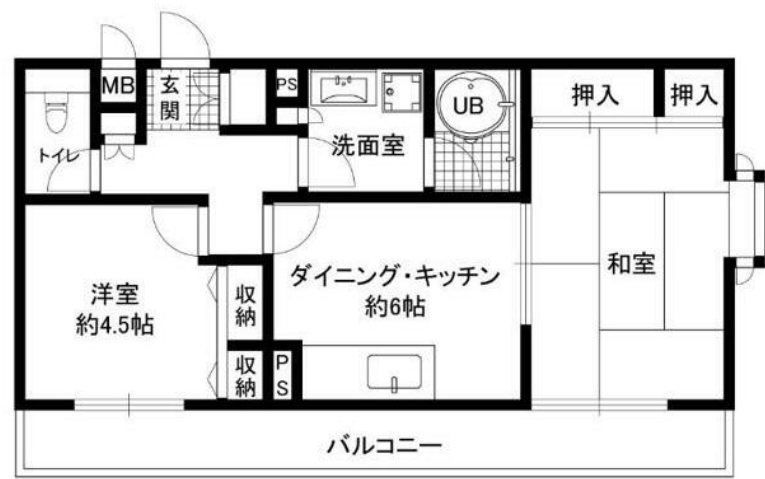 MB
玄関
PS
UB
押入
押入
トイレ
洗面室
洋室
約4.5帖
収納
ダイニング・キッチン
約6帖
和室
収納
PS
バルコニー